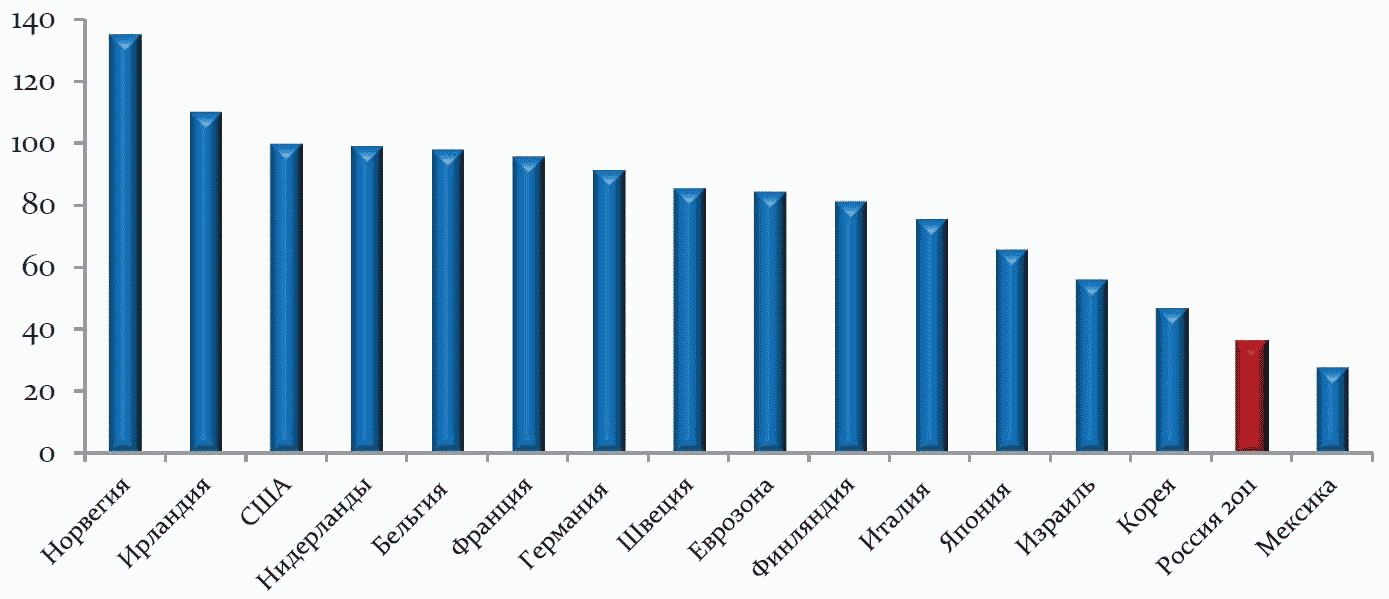 140
120
100
80
60
40
20
0
Норвегия
Ирландия
США
Нидерланды
Бельгия
Франция
Германия
Швеция
Еврозона
Финляндия
Италия
Япония
Израиль
Корея
Россия 2011
Мексика